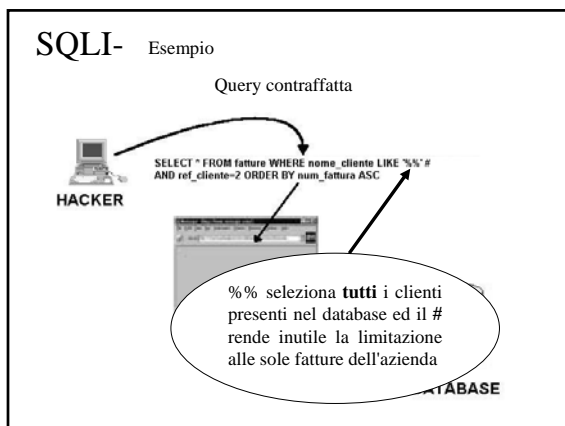 SQLI- Esempio
Query contraffatta
SELECT * FROM fatture WHERE nome_cliente LIKE '%%' #
AND ref_cliente=2 ORDER BY num_fattura ASC
HACKER
%% seleziona tutti i clienti
presenti nel database ed il #
rende inutile la limitazione
alle sole fatture dell'azienda
ATABASE